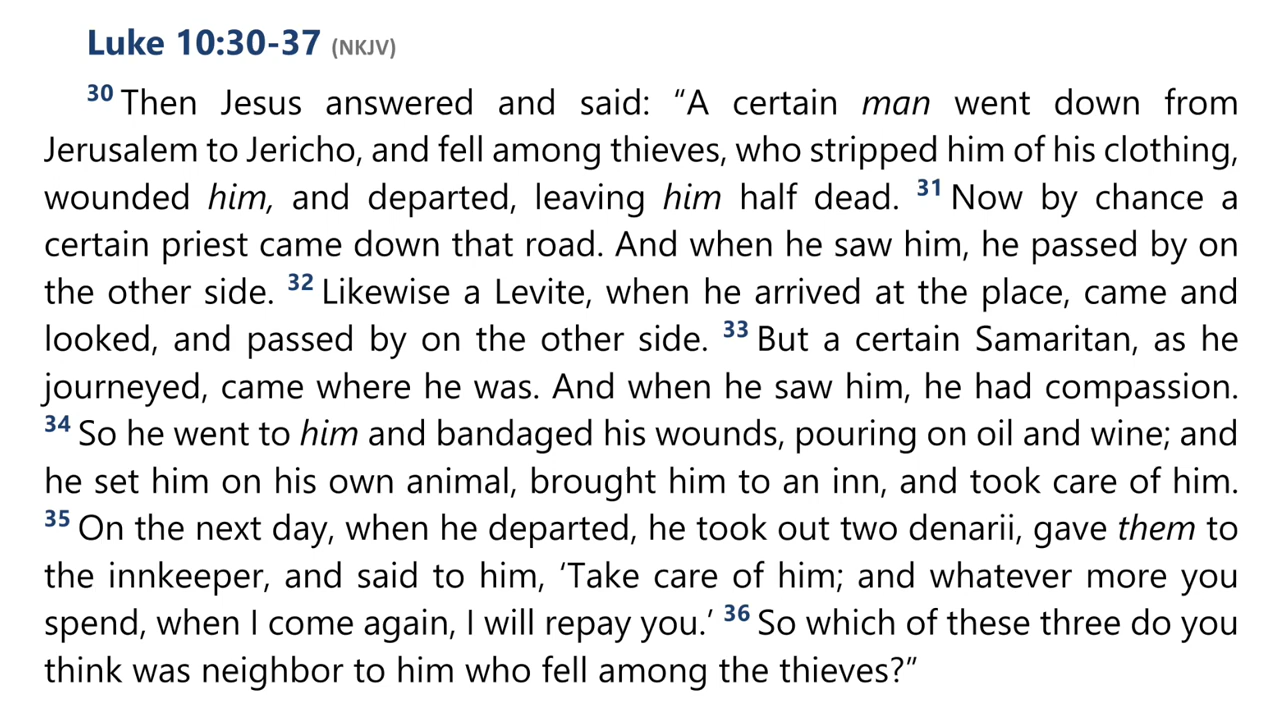 Luke 10:30-37 (NKJV)
30 Then Jesus answered and said: “A certain man went down from
Jerusalem to Jericho, and fell among thieves, who stripped him of his clothing,
wounded him, and departed, leaving him half dead. 31 Now by chance a
certain priest came down that road. And when he saw him, he passed by on
the other side. 32 Likewise a Levite, when he arrived at the place, came and
looked, and passed by on the other side. 33 But a certain Samaritan, as he
journeyed, came where he was. And when he saw him, he had compassion.
34 So he went to him and bandaged his wounds, pouring on oil and wine; and
he set him on his own animal, brought him to an inn, and took care of him.
35 On the next day, when he departed, he took out two denarii, gave them to
the innkeeper, and said to him, ‘Take care of him; and whatever more you
spend, when I come again, I will repay you.’ 36 So which of these three do you
think was neighbor to him who fell among the thieves?”